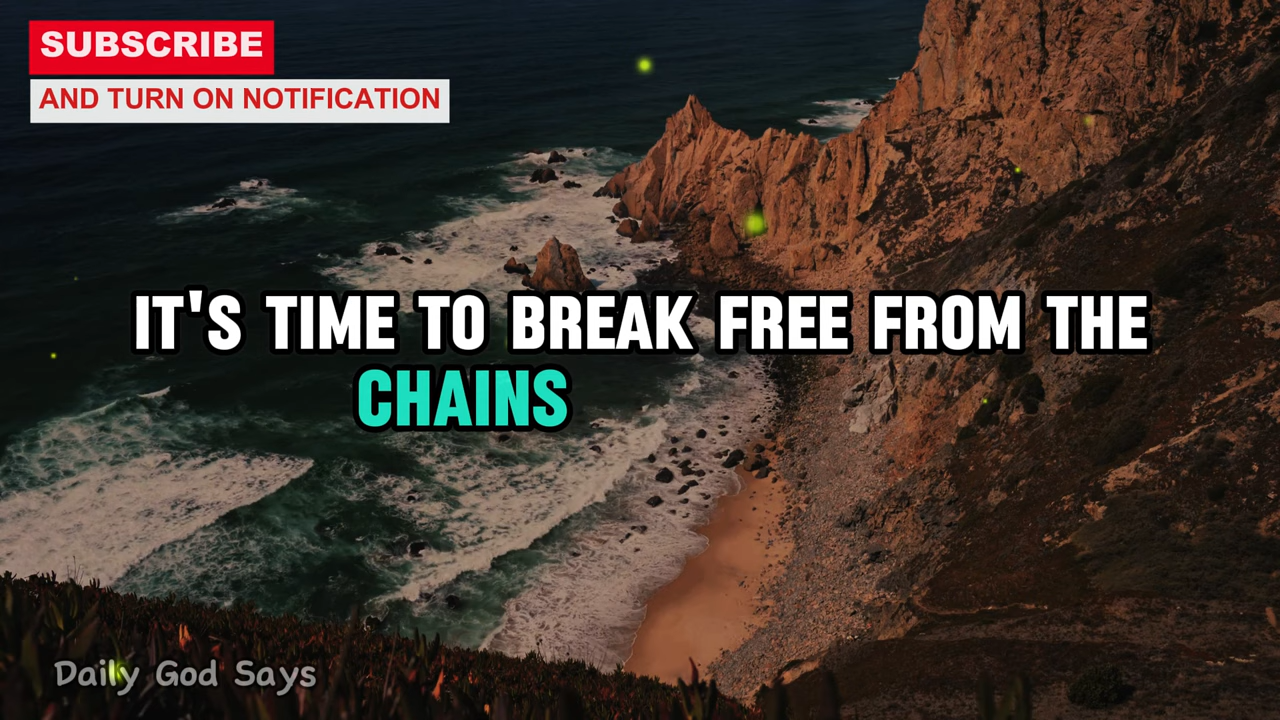 SUBSCRIBE
AND TURN ON NOTIFICATION
IT'S TIME TO BREAK FREE FROM THE
CHAINS
Daily God Says